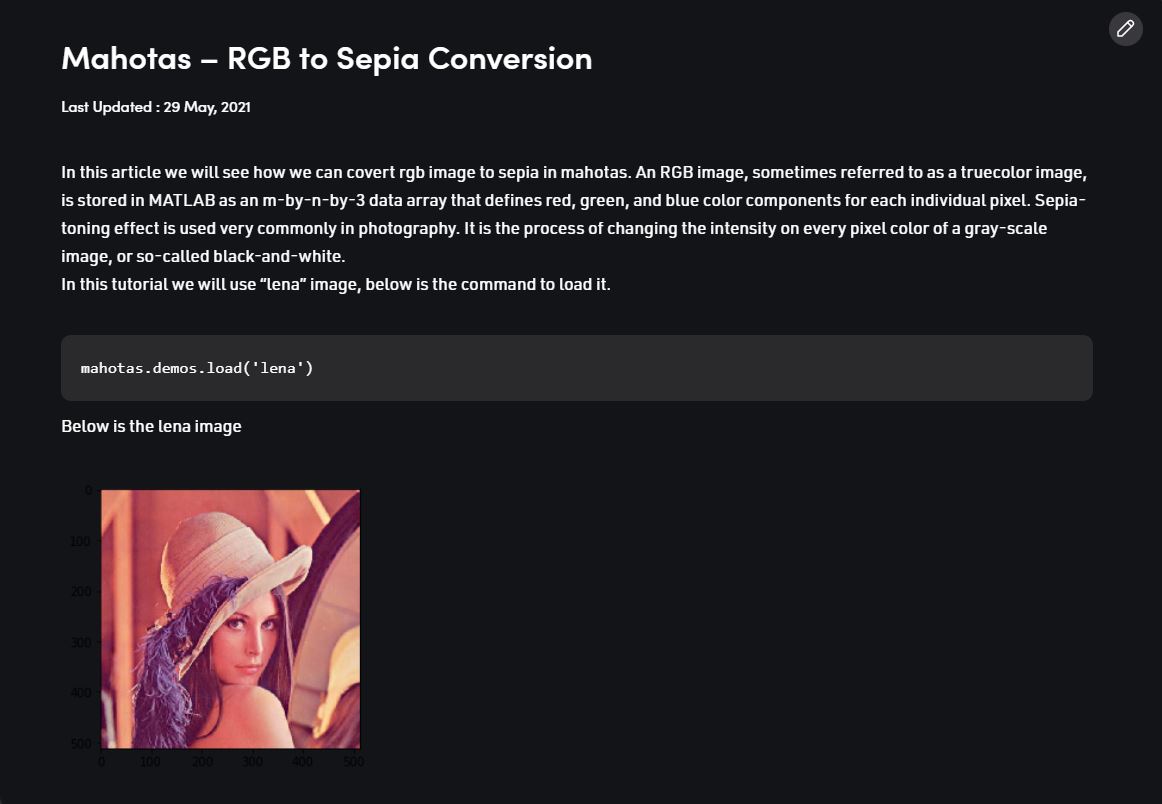 Mahotas – RGB to Sepia Conversion
Last Updated : 29 May, 2021
In this article we will see how we can covert rgb image to sepia in mahotas. An RGB image, sometimes referred to as a truecolor image,
is stored in MATLAB as an m-by-n-by-3 data array that defines red, green, and blue color components for each individual pixel. Sepia-
toning effect is used very commonly in photography. It is the process of changing the intensity on every pixel color of a gray-scale
image, or so-called black-and-white.
In this tutorial we will use “lena” image, below is the command to load it.
mahotas.demos.load('lena')
Below is the lena image
0
100
200
300
400
500
0 100 200 300 400 500